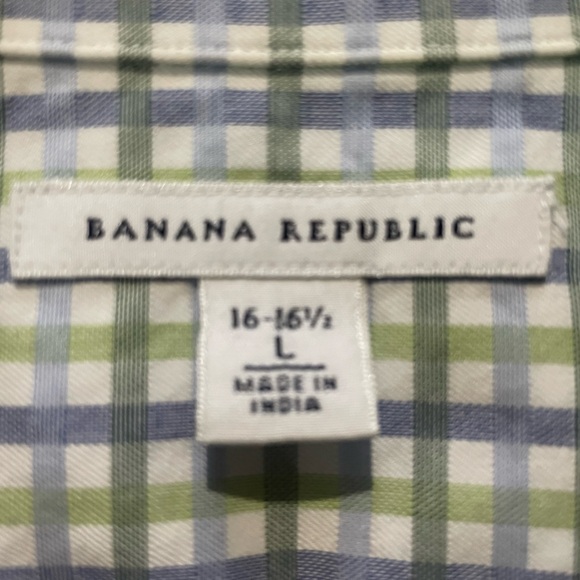 BANANA REPUBLIC
16-16½
L
MADE IN
INDIA